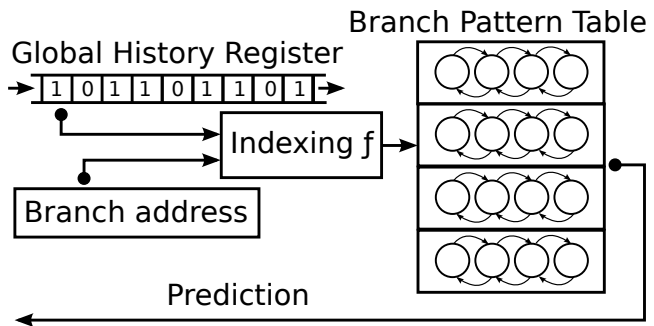 Branch Pattern Table
Global History Register
1 0 1 1 0 1 1 0 1
Indexing ƒ
Branch address
Prediction